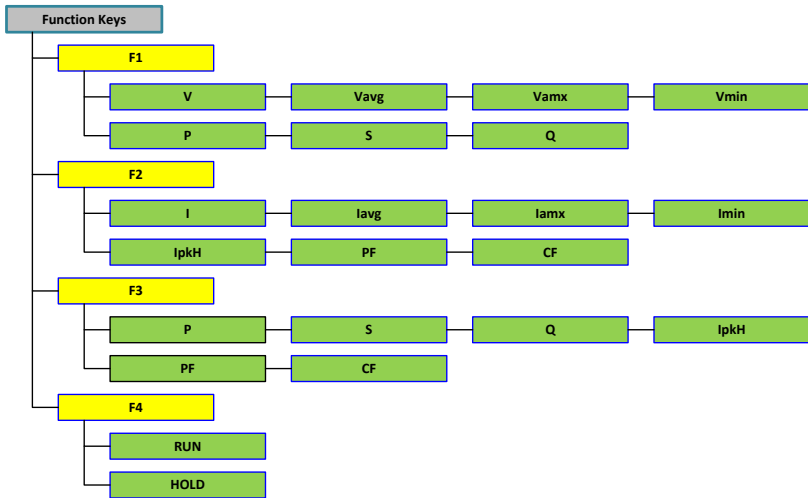 Function Keys
F1
V Vavg Vamx Vmin
P S Q
F2
I Iavg Iamx Imin
IpkH PF CF
F3
P S Q IpkH
PF CF
F4
RUN
HOLD